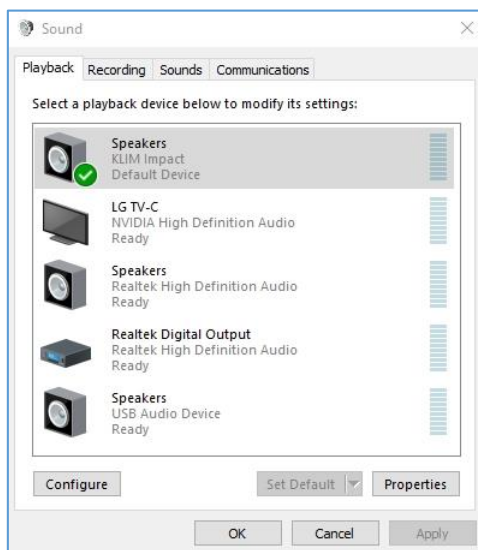 Sound
Playback Recording Sounds Communications
Select a playback device below to modify its settings:
Speakers
KLIM Impact
Default Device
LG TV-C
NVIDIA High Definition Audio
Ready
Speakers
Realtek High Definition Audio
Ready
Realtek Digital Output
Realtek High Definition Audio
Ready
Speakers
USB Audio Device
Ready
Configure Set Default Properties
OK Cancel Apply